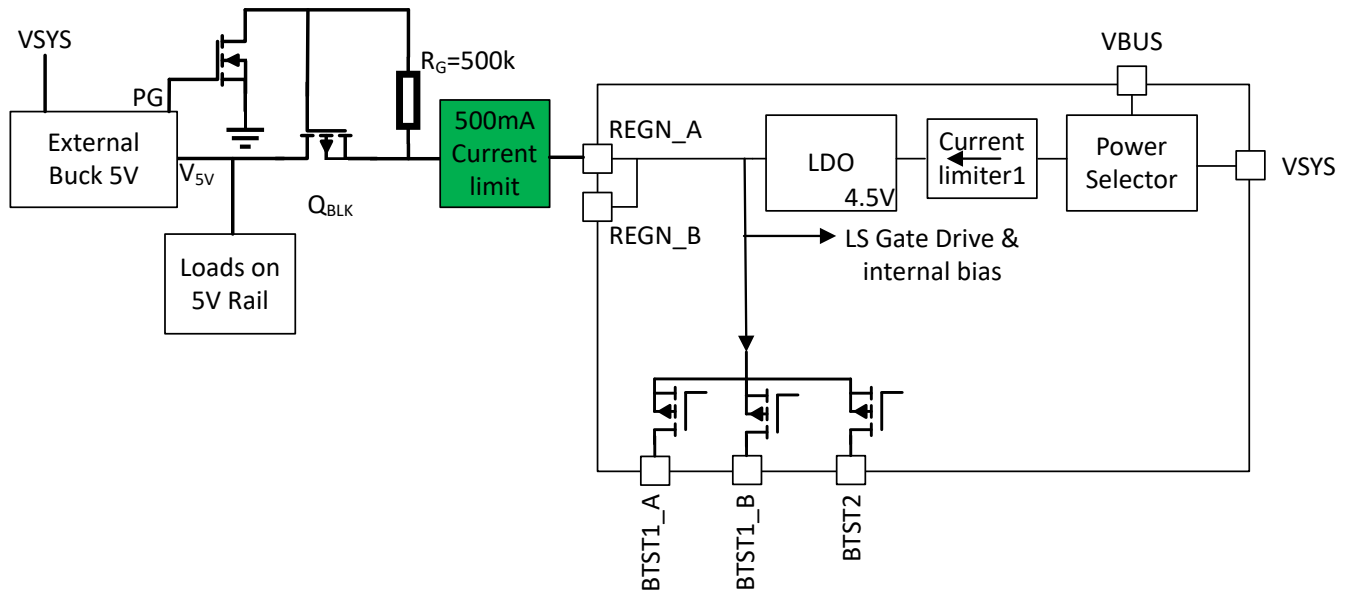 VSYS
PG
External
Buck 5V
V5V
Loads on
5V Rail
QBLK
RG=500k
500mA
Current
limit
REGN_A
REGN_B
LDO
4.5V
Current
limiter1
Power
Selector
VBUS
VSYS
LS Gate Drive &
internal bias
BTST1_A
BTST1_B
BTST2